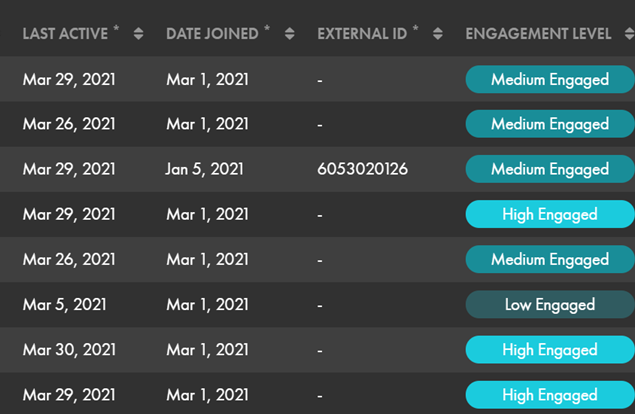 LAST ACTIVE * DATE JOINED * EXTERNAL ID * ENGAGEMENT LEVEL
Mar 29, 2021 Mar 1, 2021 - Medium Engaged
Mar 26, 2021 Mar 1, 2021 - Medium Engaged
Mar 29, 2021 Jan 5, 2021 6053020126 Medium Engaged
Mar 29, 2021 Mar 1, 2021 - High Engaged
Mar 26, 2021 Mar 1, 2021 - Medium Engaged
Mar 5, 2021 Mar 1, 2021 - Low Engaged
Mar 30, 2021 Mar 1, 2021 - High Engaged
Mar 29, 2021 Mar 1, 2021 - High Engaged